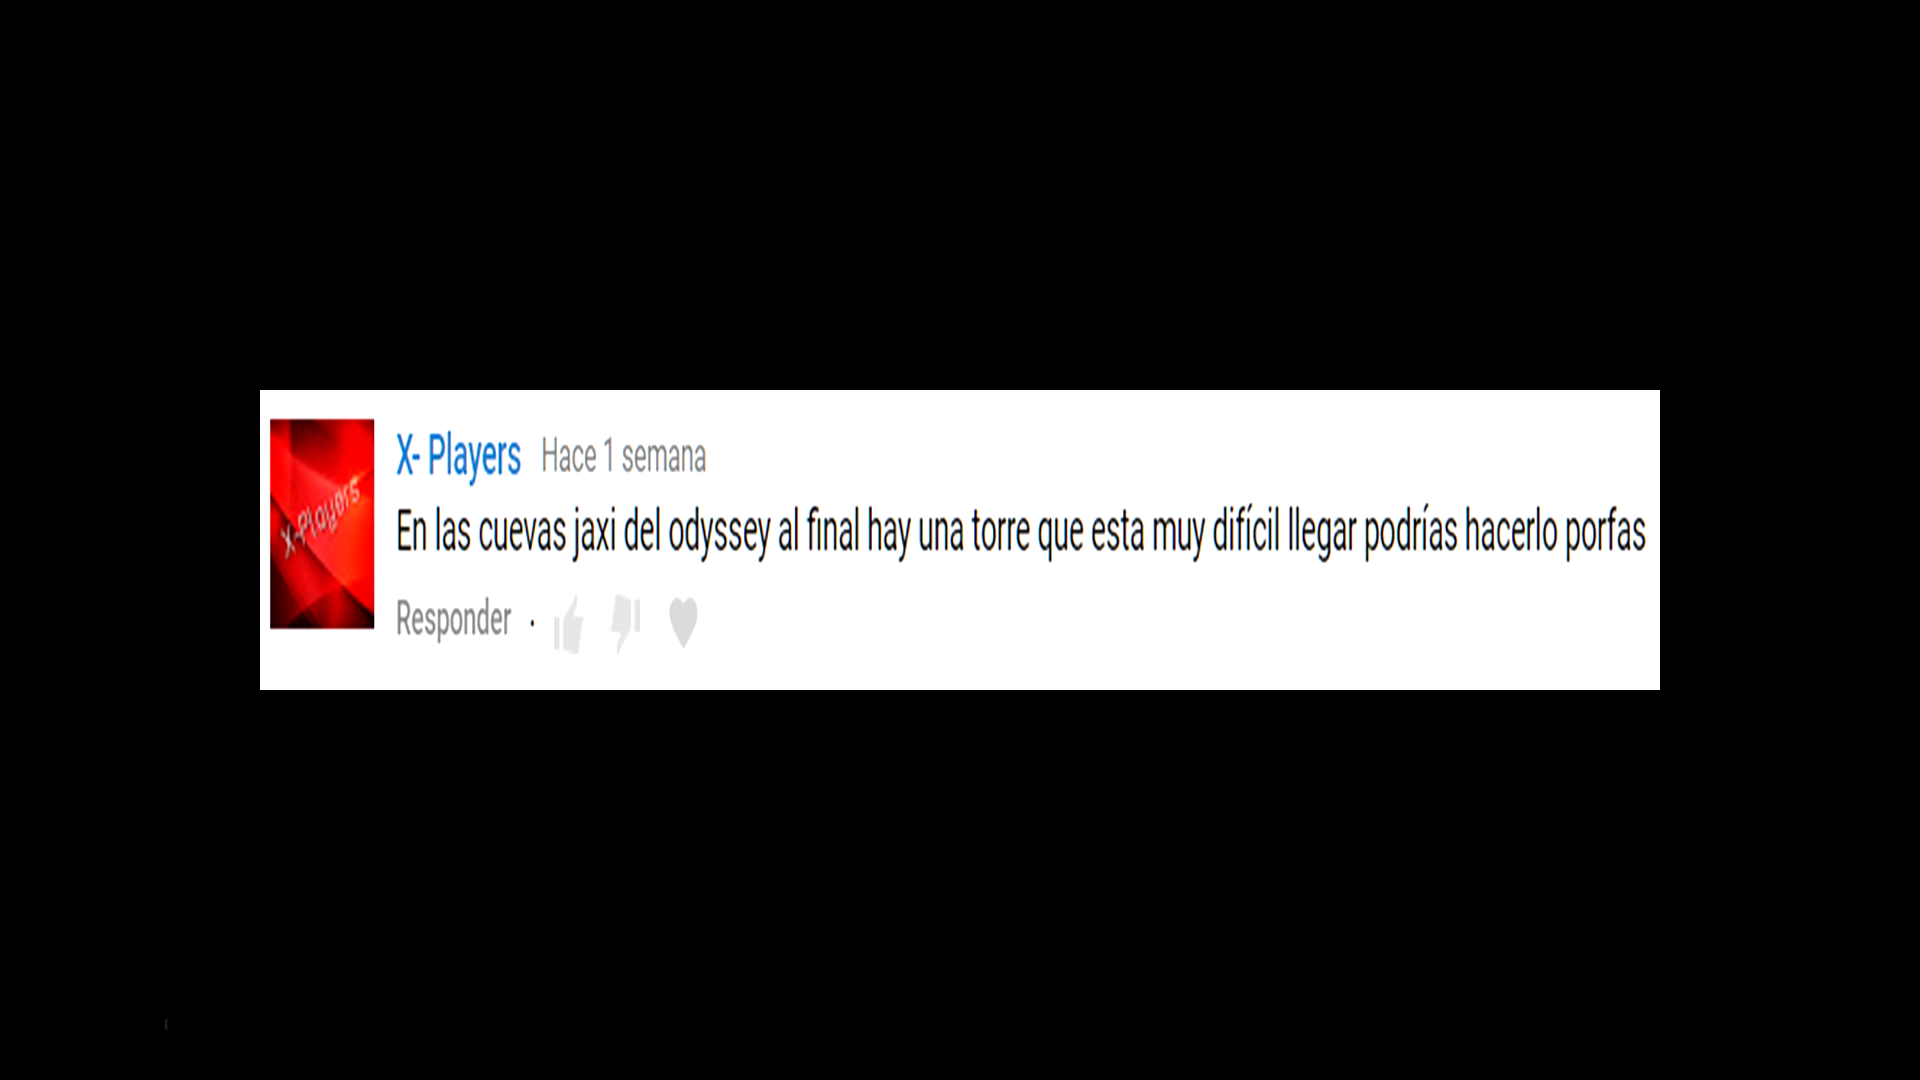 X-Players
X- Players Hace 1 semana
En las cuevas jaxi del odyssey al final hay una torre que esta muy difícil llegar podrías hacerlo porfas
Responder ·